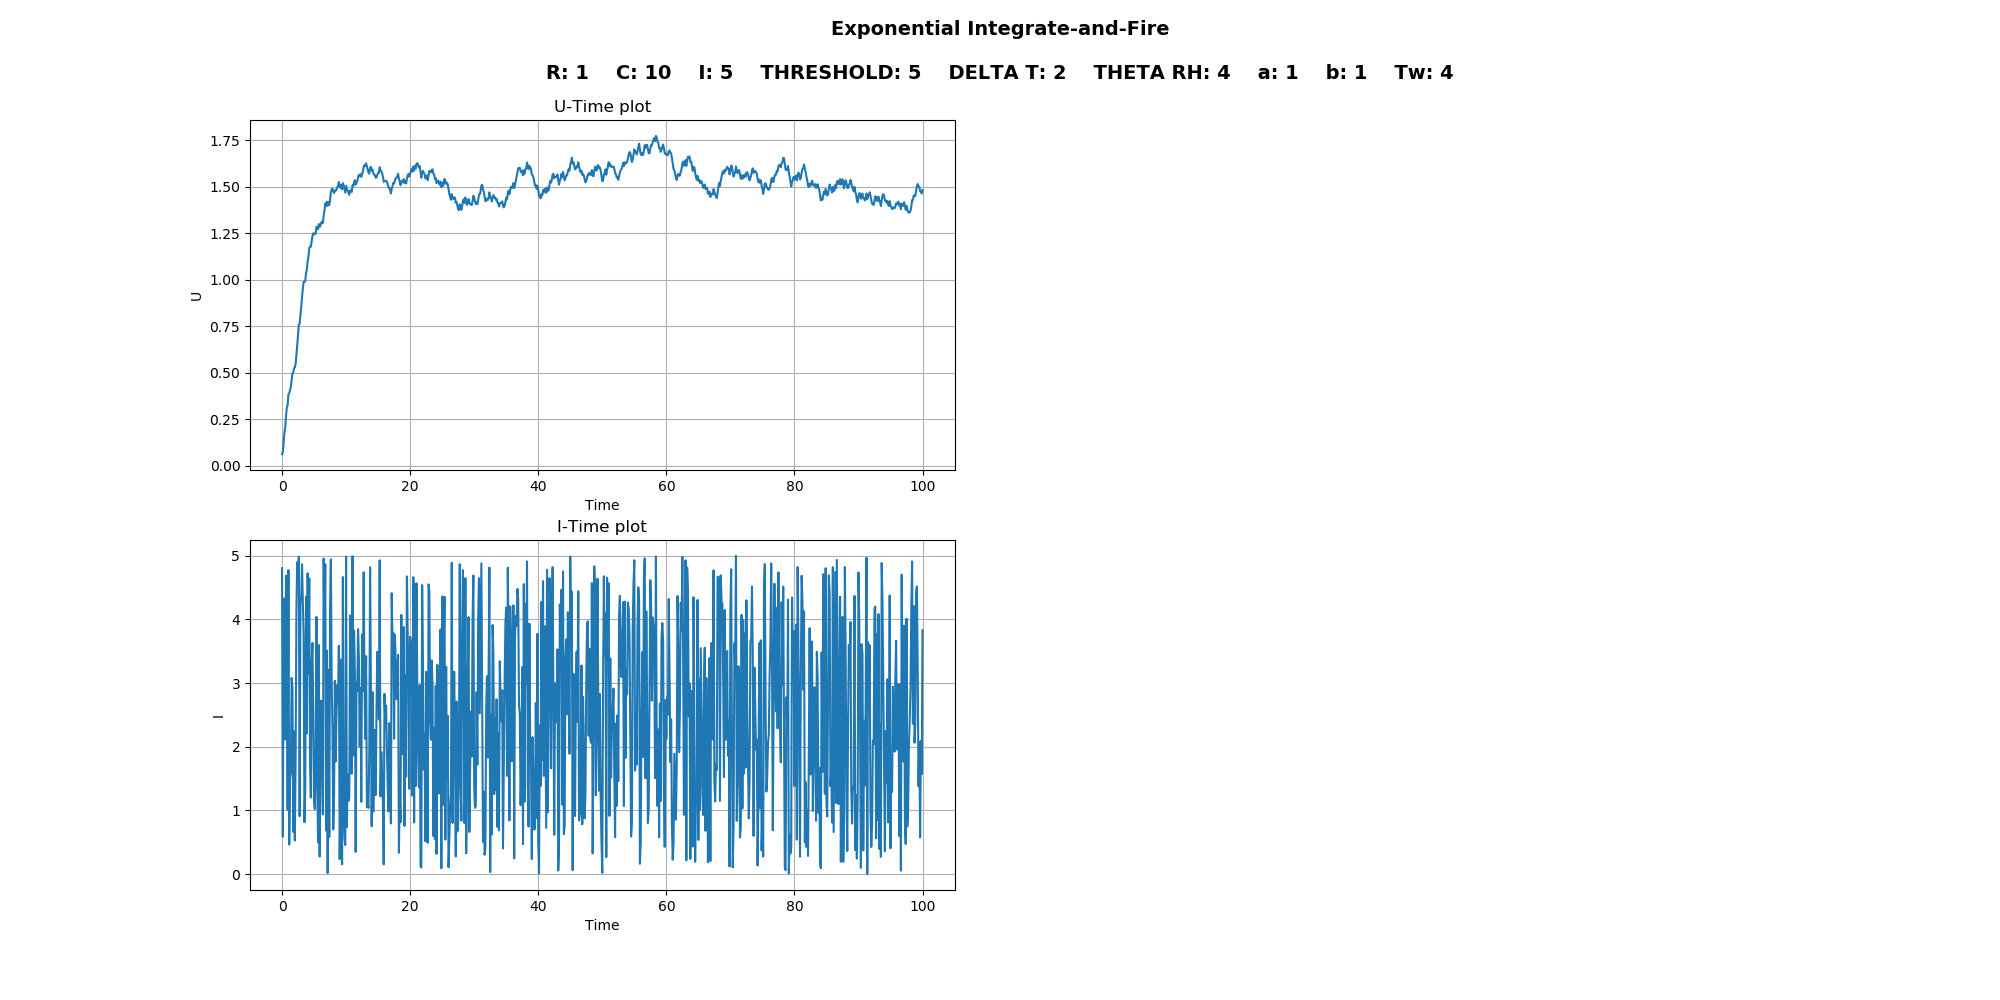 Exponential Integrate-and-Fire
R: 1 C: 10 I: 5 THRESHOLD: 5 DELTA T: 2 THETA RH: 4 a: 1 b: 1 Tw: 4
U-Time plot
1.75
1.50
1.25
1.00
0.75
0.50
0.25
0.00
U
0 20 40 60 80 100
Time
I-Time plot
5
4
3
2
1
0
I
0 20 40 60 80 100
Time